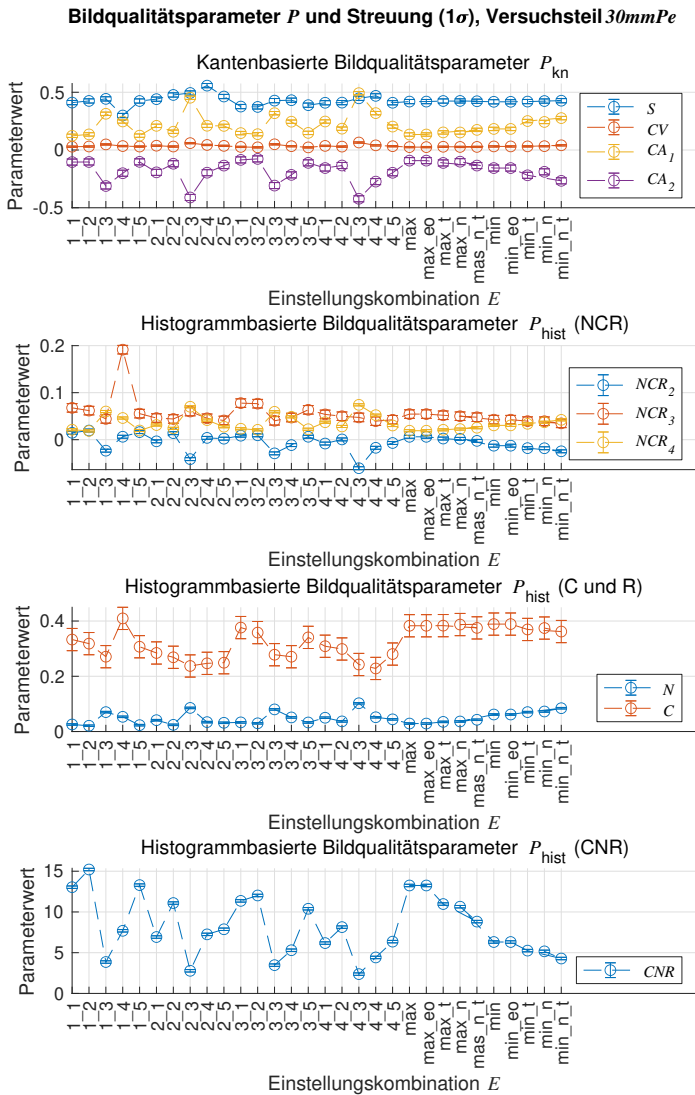 Bildqualitätsparameter P und Streuung (1σ), Versuchsteil 30mmPe
Kantenbasierte Bildqualitätsparameter P_kn
Parameterwert
0.5
0
-0.5
S
CV
CA_1
CA_2
1_1 1_2 1_3 1_4 1_5 2_1 2_2 2_3 2_4 2_5 3_1 3_2 3_3 3_4 3_5 4_1 4_2 4_3 4_4 4_5 max max_eo max_t max_n mas_n_t min min_eo min_t min_n min_n_t
Einstellungskombination E
Histogrammbasierte Bildqualitätsparameter P_hist (NCR)
Parameterwert
0.2
0.1
0
NCR_2
NCR_3
NCR_4
1_1 1_2 1_3 1_4 1_5 2_1 2_2 2_3 2_4 2_5 3_1 3_2 3_3 3_4 3_5 4_1 4_2 4_3 4_4 4_5 max max_eo max_t max_n mas_n_t min min_eo min_t min_n min_n_t
Einstellungskombination E
Histogrammbasierte Bildqualitätsparameter P_hist (C und R)
Parameterwert
0.4
0.2
0
N
C
1_1 1_2 1_3 1_4 1_5 2_1 2_2 2_3 2_4 2_5 3_1 3_2 3_3 3_4 3_5 4_1 4_2 4_3 4_4 4_5 max max_eo max_t max_n mas_n_t min min_eo min_t min_n min_n_t
Einstellungskombination E
Histogrammbasierte Bildqualitätsparameter P_hist (CNR)
Parameterwert
15
10
5
0
CNR
1_1 1_2 1_3 1_4 1_5 2_1 2_2 2_3 2_4 2_5 3_1 3_2 3_3 3_4 3_5 4_1 4_2 4_3 4_4 4_5 max max_eo max_t max_n mas_n_t min min_eo min_t min_n min_n_t
Einstellungskombination E